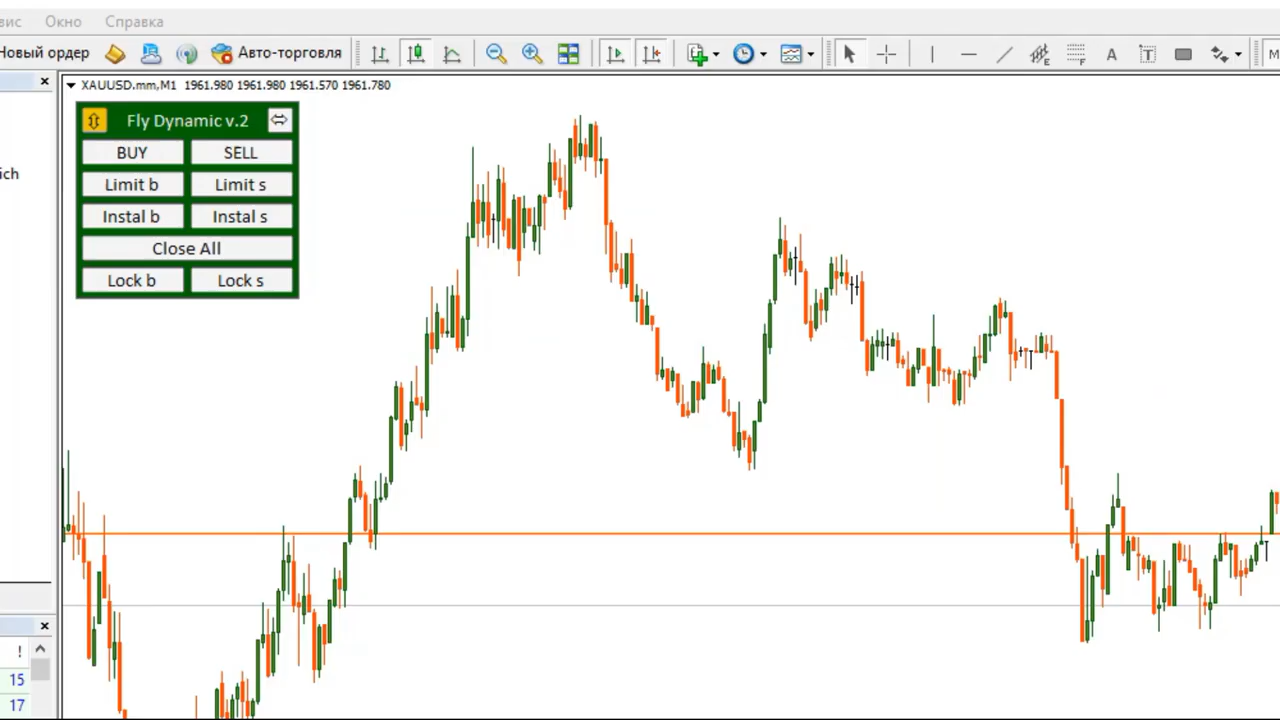 вис Окно Справка
Новый ордер Авто-торговля A T E F M
XAUUSD.mm,M1 1961.980 1961.980 1961.570 1961.780
Fly Dynamic v.2
BUY SELL
Limit b Limit s
ich
Instal b Instal s
Close All
Lock b Lock s
!
15
17